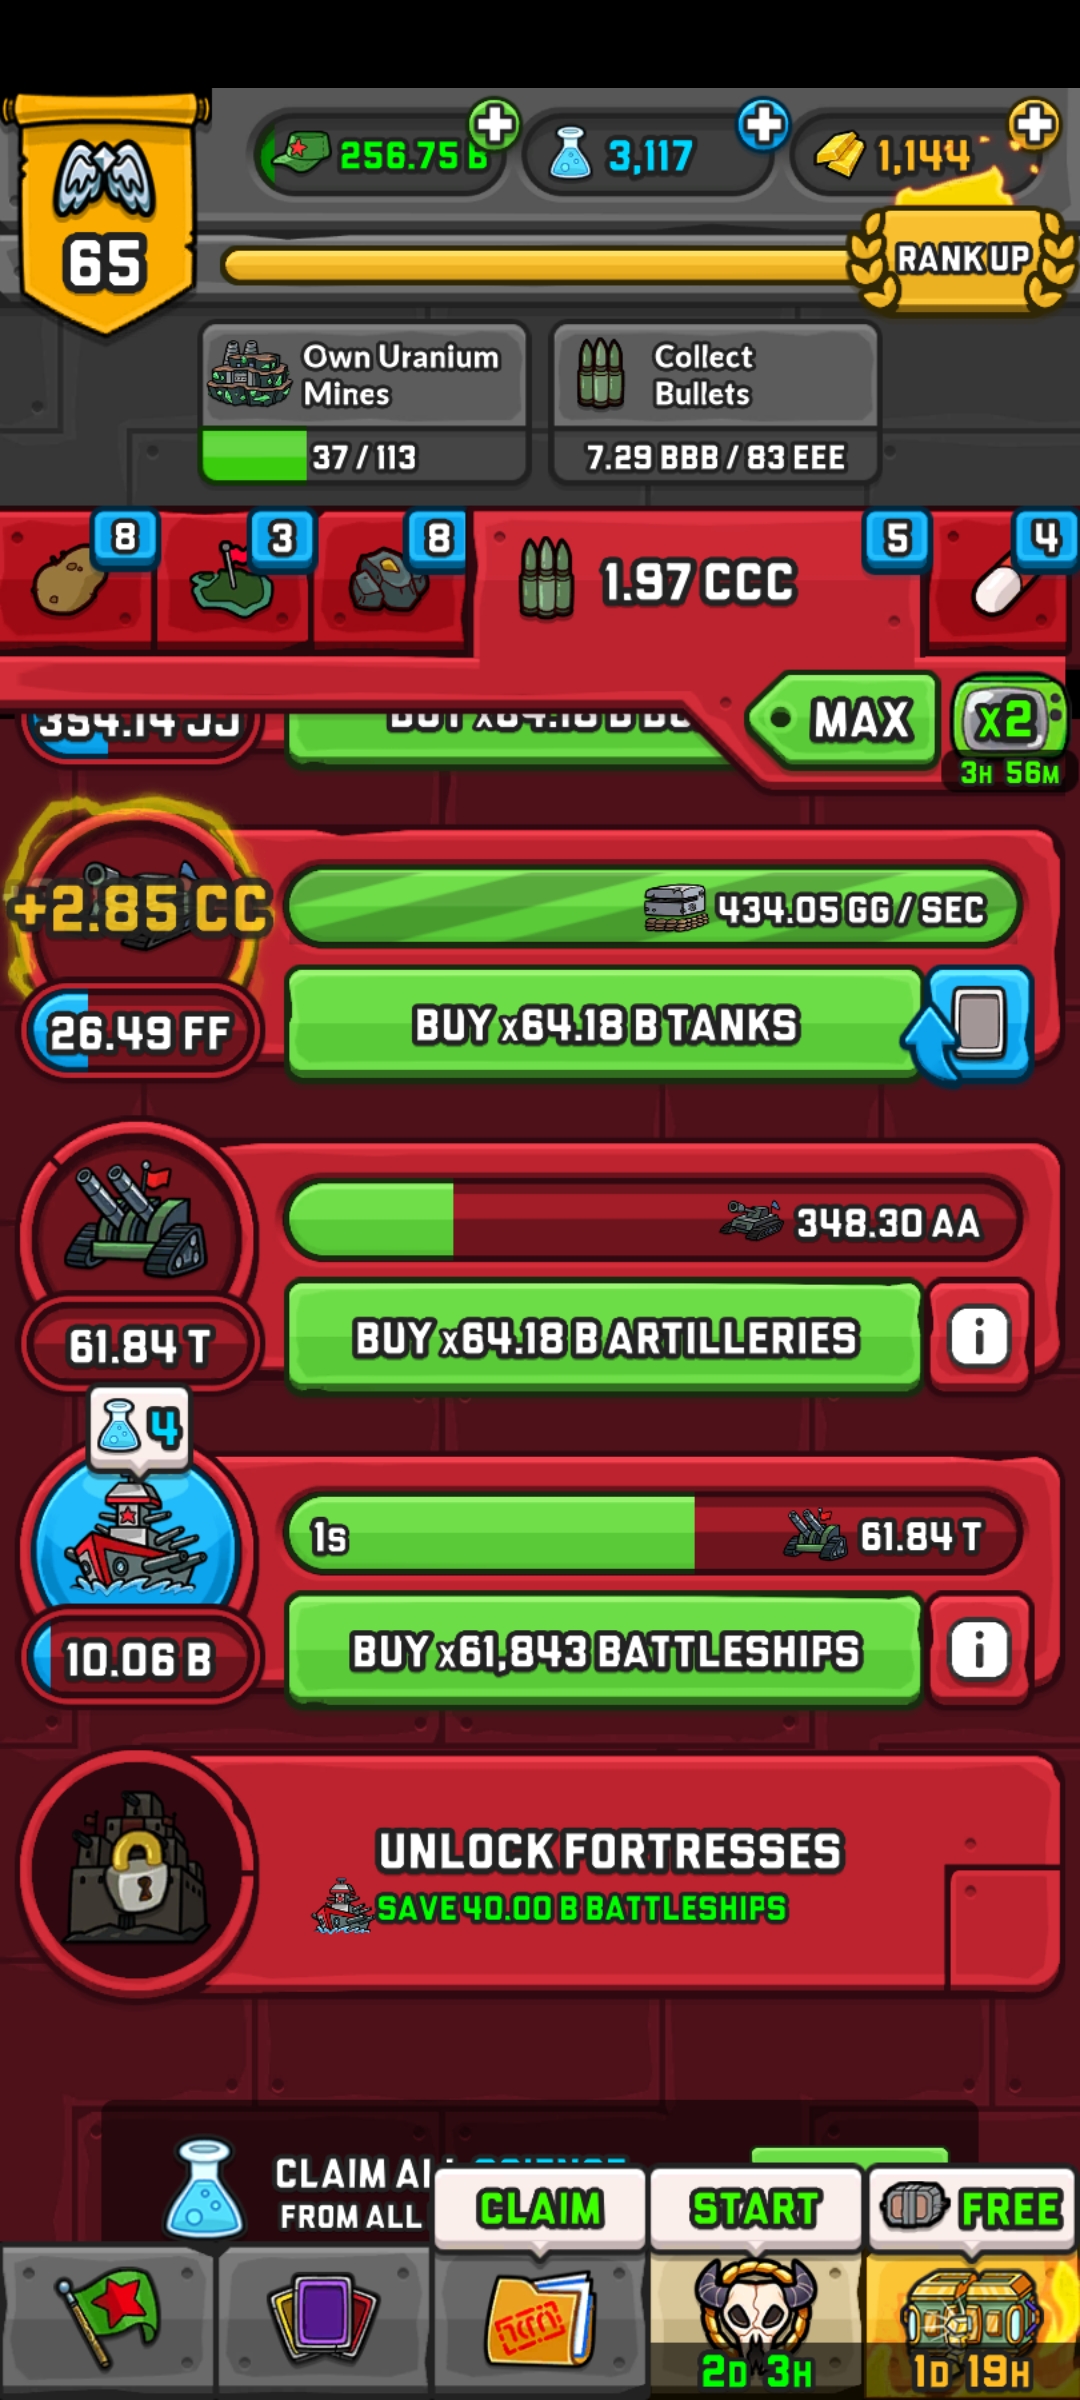 256.75 B
3,117
1,144
65
RANK UP
Own Uranium
Mines
37 / 113
Collect
Bullets
7.29 BBB / 83 EEE
8
3
8
1.97 CCC
5
4
MAX
x2
3H 56M
354.14 JJ
+2.85 CC
434.05 GG / SEC
26.49 FF
BUY x64.18 B TANKS
348.30 AA
61.84 T
BUY x64.18 B ARTILLERIES
4
1s
61.84 T
10.06 B
BUY x61,843 BATTLESHIPS
UNLOCK FORTRESSES
SAVE 40.00 B BATTLESHIPS
CLAIM
FROM ALL
CLAIM
START
FREE
2D 3H
1D 19H